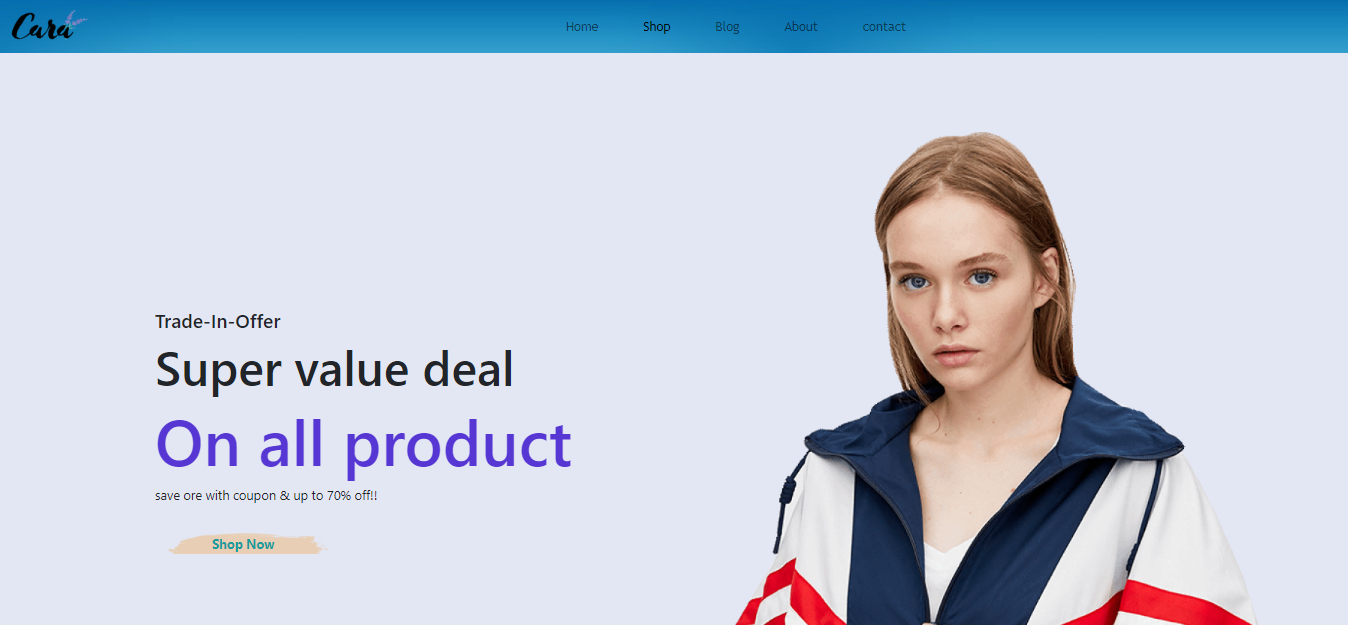 Cara
Home Shop Blog About contact
Trade-In-Offer
Super value deal
On all product
save ore with coupon & up to 70% off!!
Shop Now